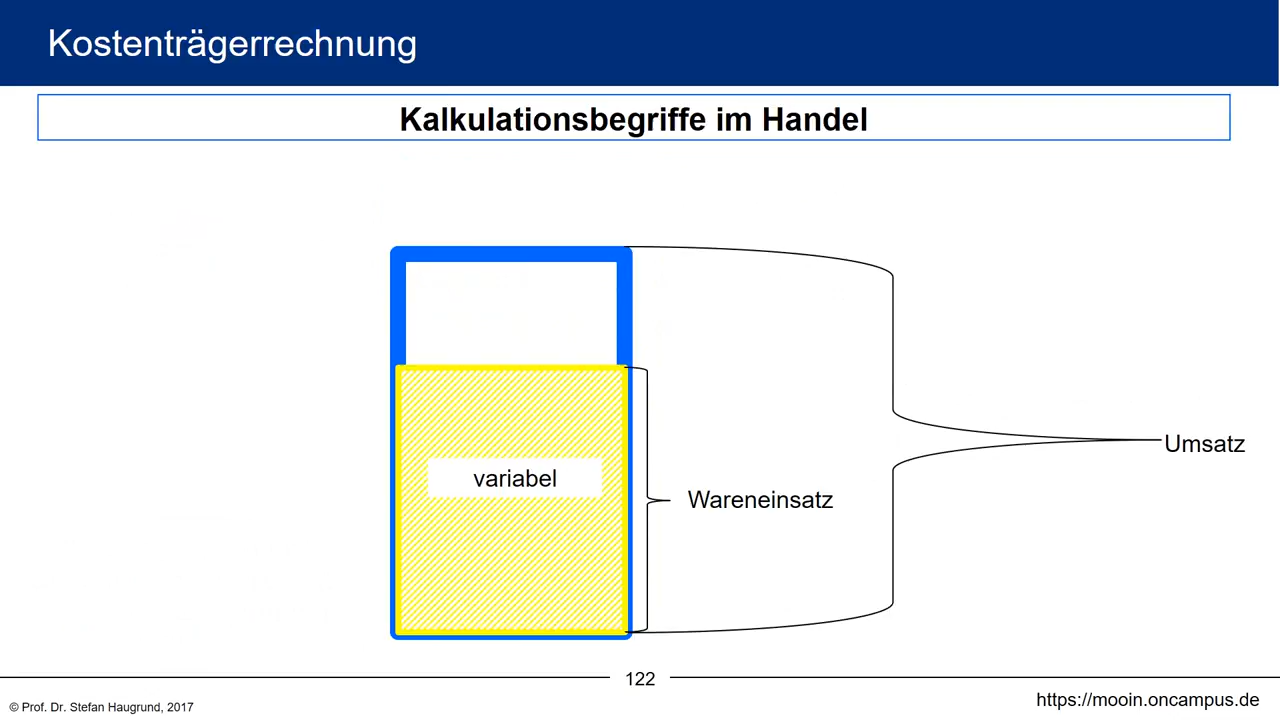 Kostenträgerrechnung
Kalkulationsbegriffe im Handel
variabel
Wareneinsatz
Umsatz
122
© Prof. Dr. Stefan Haugrund, 2017
https://mooin.oncampus.de